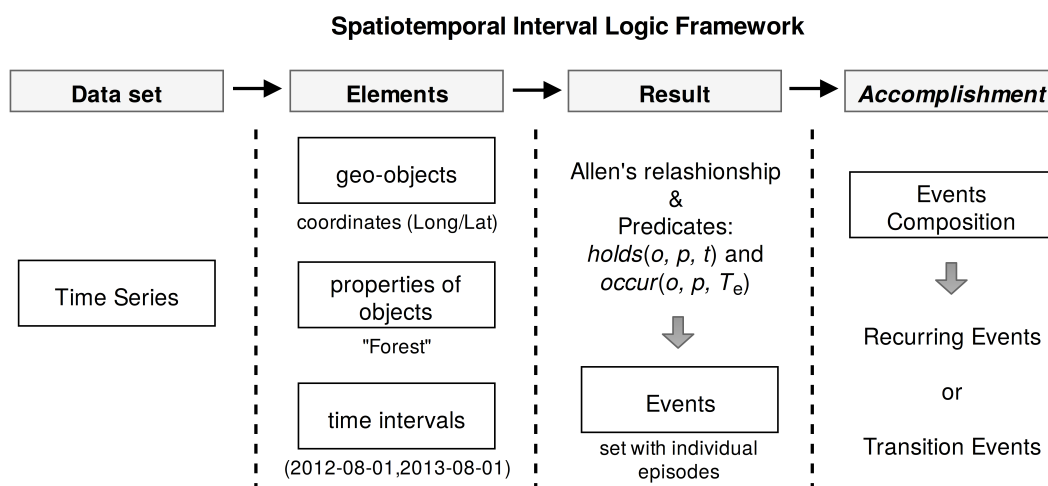 Spatiotemporal Interval Logic Framework
Data set
Elements
Result
Accomplishment
Time Series
geo-objects
coordinates (Long/Lat)
properties of
objects
"Forest"
time intervals
(2012-08-01,2013-08-01)
Allen's relashionship
&
Predicates:
holds(o, p, t) and
occur(o, p, Te)
Events
set with individual
episodes
Events
Composition
Recurring Events
or
Transition Events